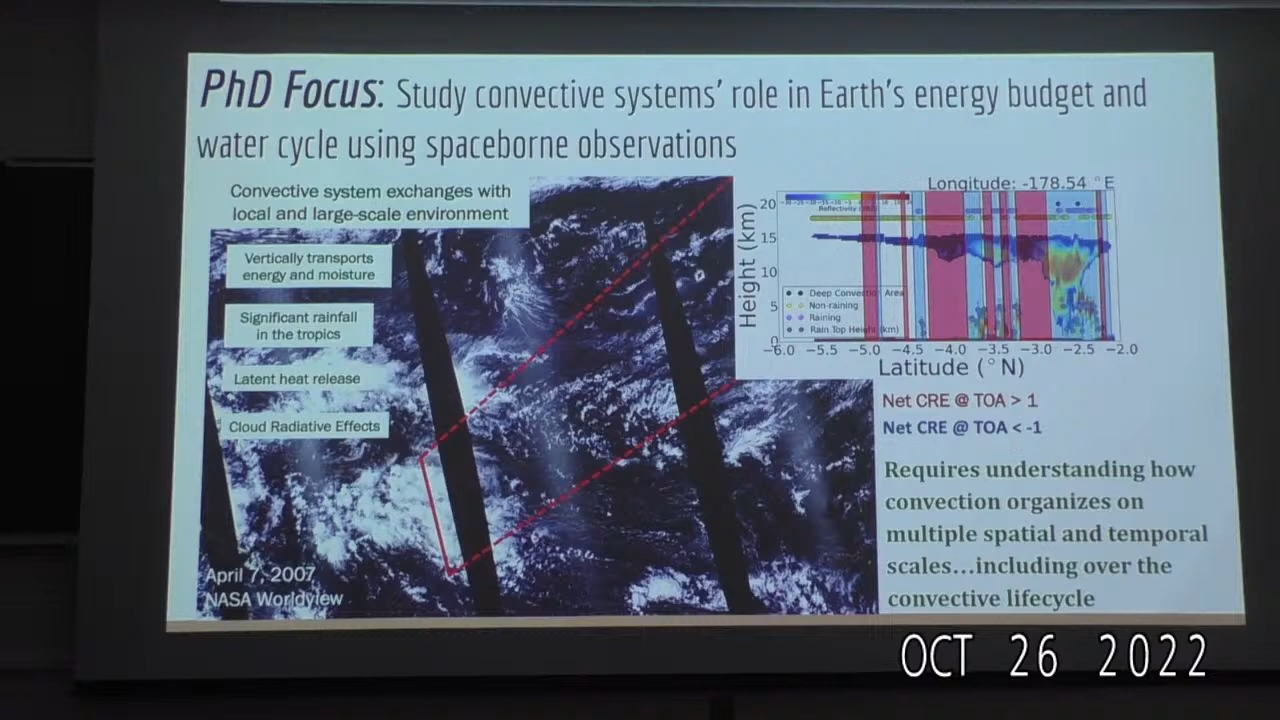 PhD Focus: Study convective systems' role in Earth's energy budget and
water cycle using spaceborne observations
Convective system exchanges with
local and large-scale environment
Vertically transports
energy and moisture
Significant rainfall
in the tropics
Latent heat release
Cloud Radiative Effects
April 7, 2007
NASA Worldview
Longitude: -178.54 °E
Height (km)
20
15
10
5
0
Reflectivity
Deep Convective Area
Non-raining
Raining
Rain Top Height (km)
−6.0 −5.5 −5.0 −4.5 −4.0 −3.5 −3.0 −2.5 −2.0
Latitude (°N)
Net CRE @ TOA > 1
Net CRE @ TOA < -1
Requires understanding how
convection organizes on
multiple spatial and temporal
scales...including over the
convective lifecycle
OCT 26 2022